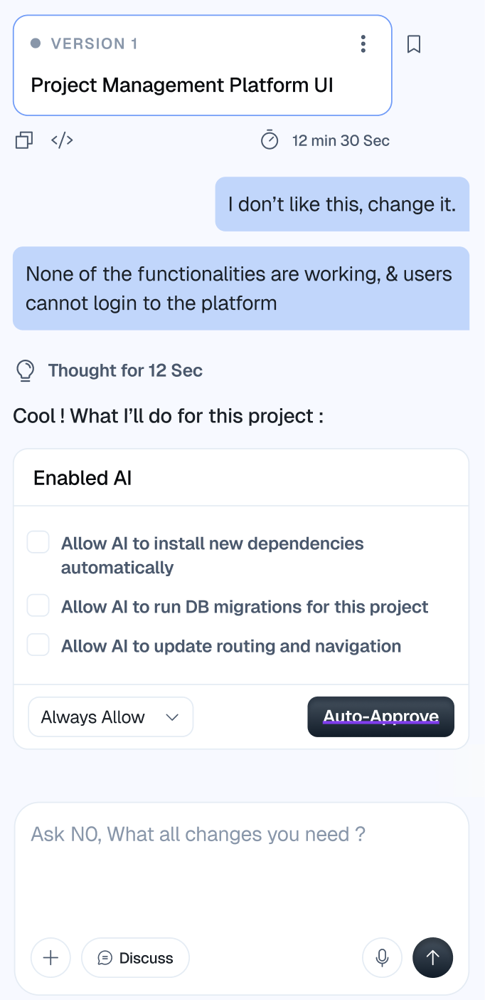 VERSION 1
Project Management Platform UI
</>
12 min 30 Sec
I don’t like this, change it.
None of the functionalities are working, & users
cannot login to the platform
Thought for 12 Sec
Cool ! What I’ll do for this project :
Enabled AI
Allow AI to install new dependencies
automatically
Allow AI to run DB migrations for this project
Allow AI to update routing and navigation
Always Allow
Auto-Approve
Ask N0, What all changes you need ?
Discuss